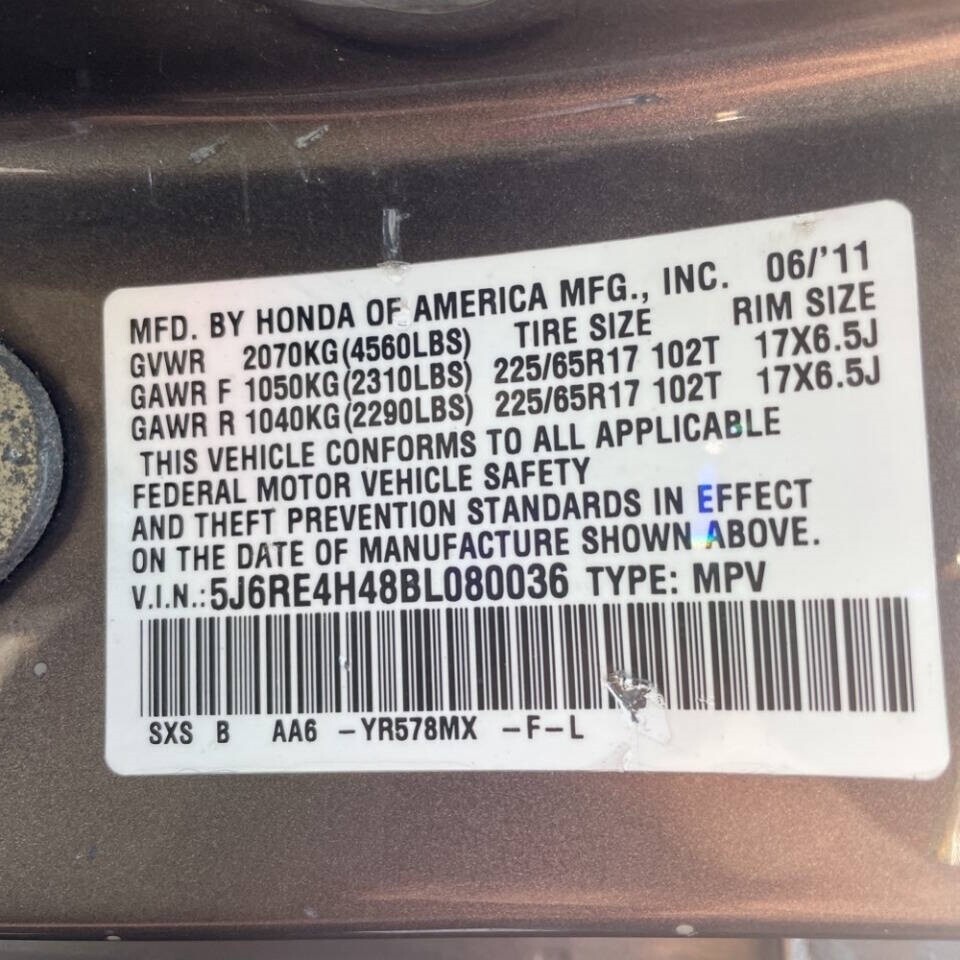 MFD. BY HONDA OF AMERICA MFG., INC. 06/'11
GVWR 2070KG(4560LBS) TIRE SIZE RIM SIZE
GAWR F 1050KG(2310LBS) 225/65R17 102T 17X6.5J
GAWR R 1040KG(2290LBS) 225/65R17 102T 17X6.5J
THIS VEHICLE CONFORMS TO ALL APPLICABLE
FEDERAL MOTOR VEHICLE SAFETY
AND THEFT PREVENTION STANDARDS IN EFFECT
ON THE DATE OF MANUFACTURE SHOWN ABOVE.
V.I.N.: 5J6RE4H48BL080036 TYPE: MPV
SXS B AA6 -YR578MX -F-L